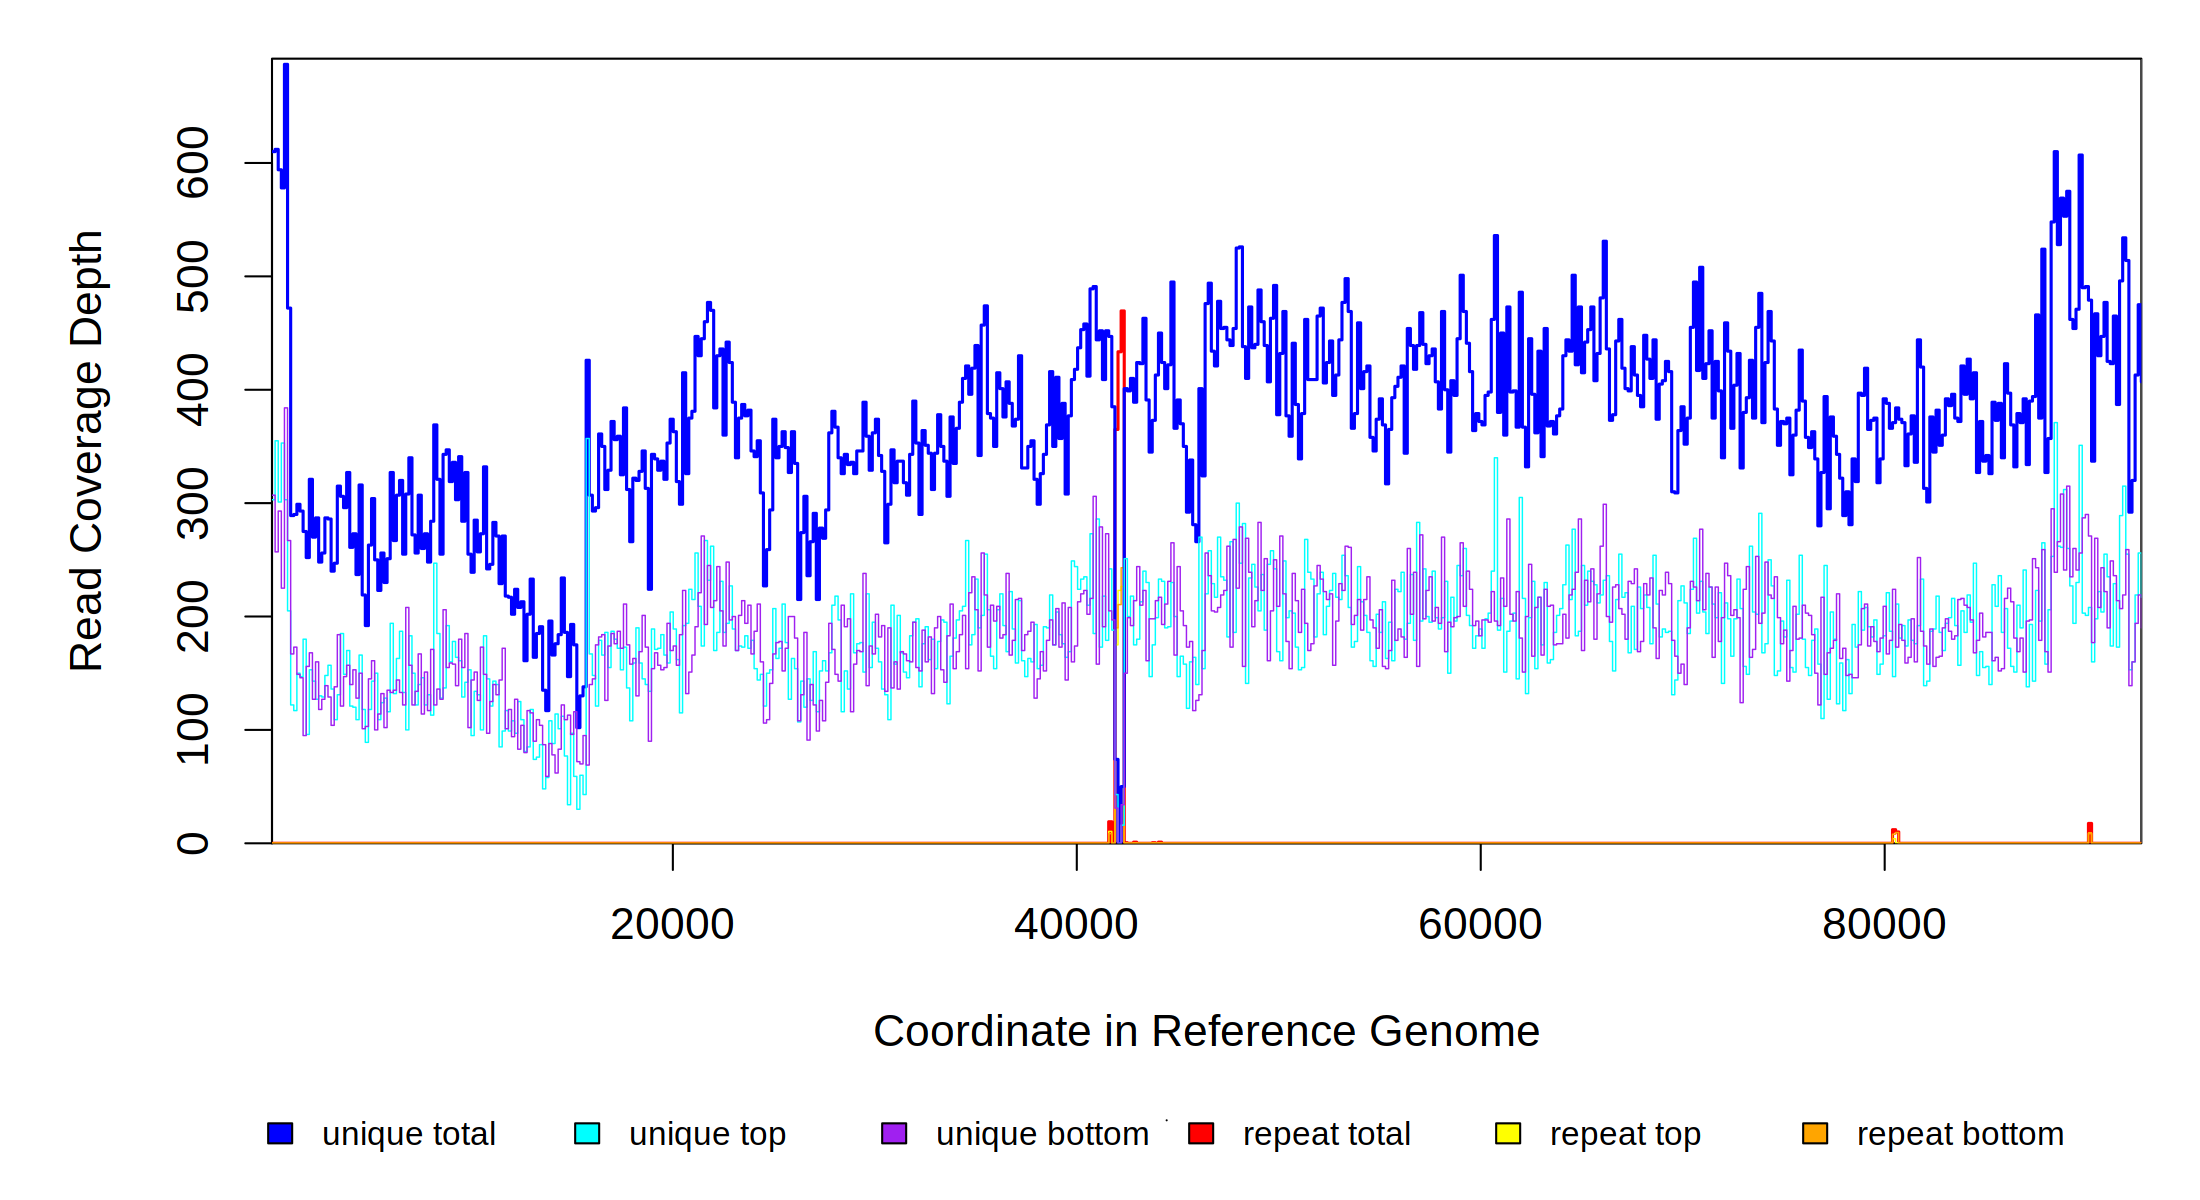 Read Coverage Depth
600
500
400
300
200
100
0
20000 40000 60000 80000
Coordinate in Reference Genome
unique total unique top unique bottom repeat total repeat top repeat bottom